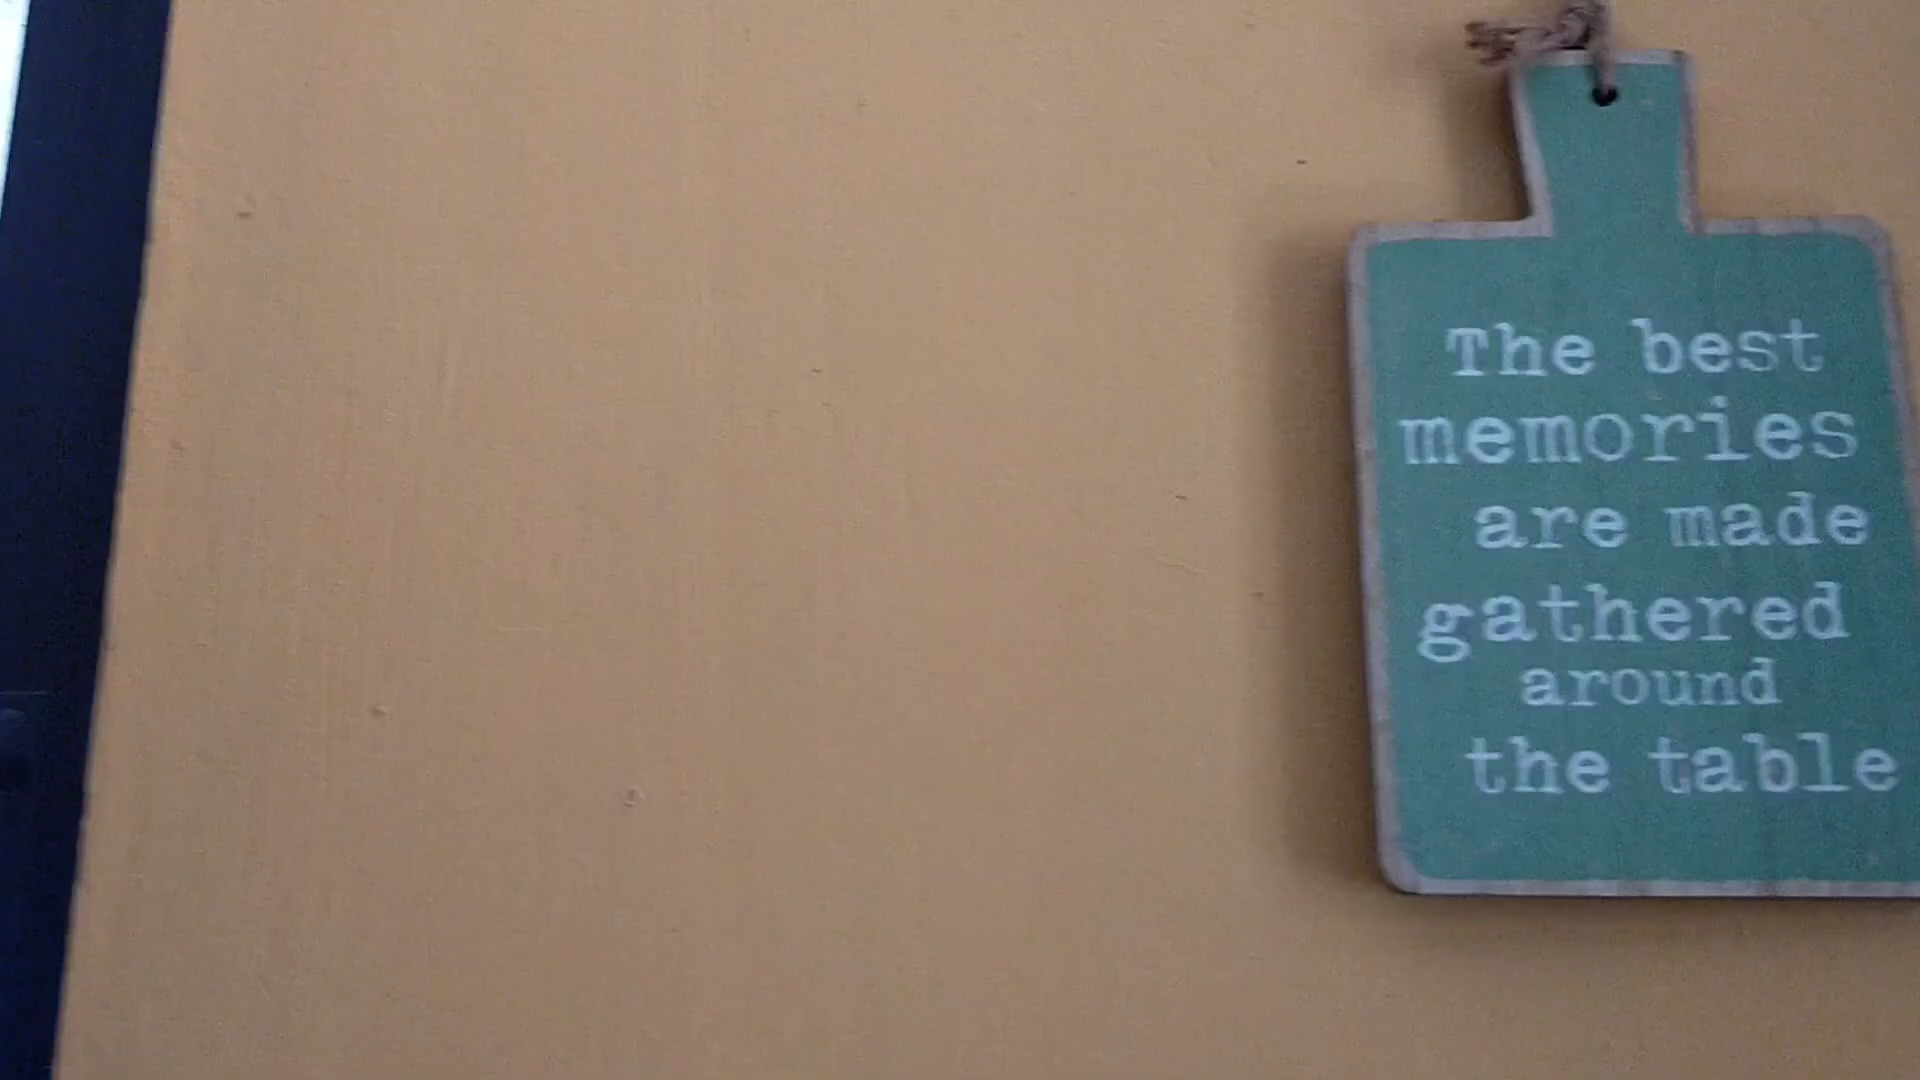 The best
memories
are made
gathered
around
the table